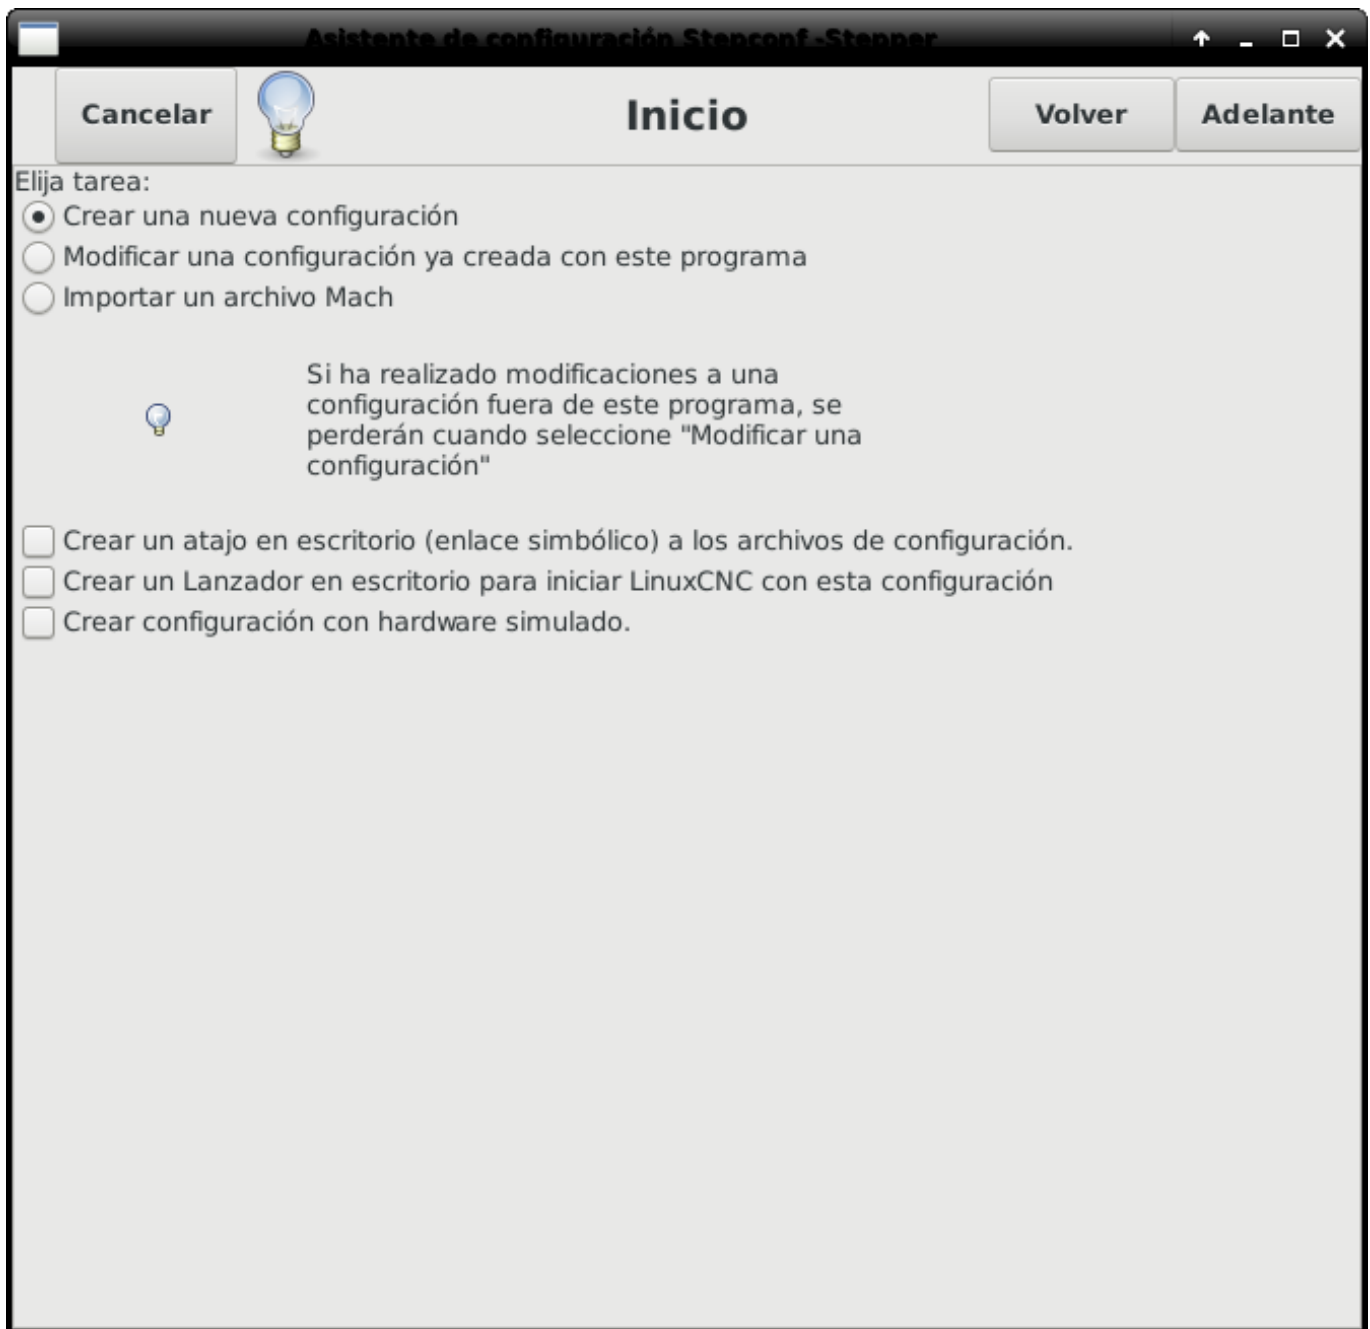 Asistente de configuración Stepconf -Stepper
Cancelar
Inicio
Volver
Adelante
Elija tarea:
Crear una nueva configuración
Modificar una configuración ya creada con este programa
Importar un archivo Mach
Si ha realizado modificaciones a una
configuración fuera de este programa, se
perderán cuando seleccione "Modificar una
configuración"
Crear un atajo en escritorio (enlace simbólico) a los archivos de configuración.
Crear un Lanzador en escritorio para iniciar LinuxCNC con esta configuración
Crear configuración con hardware simulado.